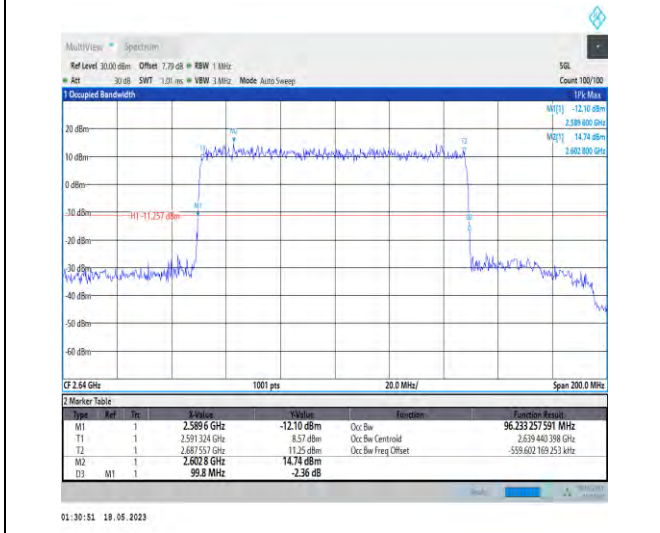 MultiView Spectrum
Ref Level 30.00 dBm Offset 7.79 dB RBW 1 MHz SGL
Att 30 dB SWT 1.01 ms VBW 3 MHz Mode Auto Sweep Count 100/100
1 Occupied Bandwidth 1Pk Max
M1[1] -12.10 dBm
2.589 600 GHz
M2[1] 14.74 dBm
2.602 800 GHz
20 dBm
M2
T1
T2
10 dBm
0 dBm
M1
-10 dBm
H1 -11.257 dBm
-20 dBm
-30 dBm
-40 dBm
-50 dBm
-60 dBm
CF 2.64 GHz 1001 pts 20.0 MHz/ Span 200.0 MHz
2 Marker Table
Type Ref Trc X-Value Y-Value Function Function Result
M1 1 2.589 6 GHz -12.10 dBm Occ Bw 96.233 257 591 MHz
T1 1 2.591 324 GHz 8.57 dBm Occ Bw Centroid 2.639 440 398 GHz
T2 1 2.687 557 GHz 11.25 dBm Occ Bw Freq Offset -559.602 169 253 kHz
M2 1 2.602 8 GHz 14.74 dBm
D3 M1 1 99.8 MHz -2.36 dB
01:30:51 18.05.2023